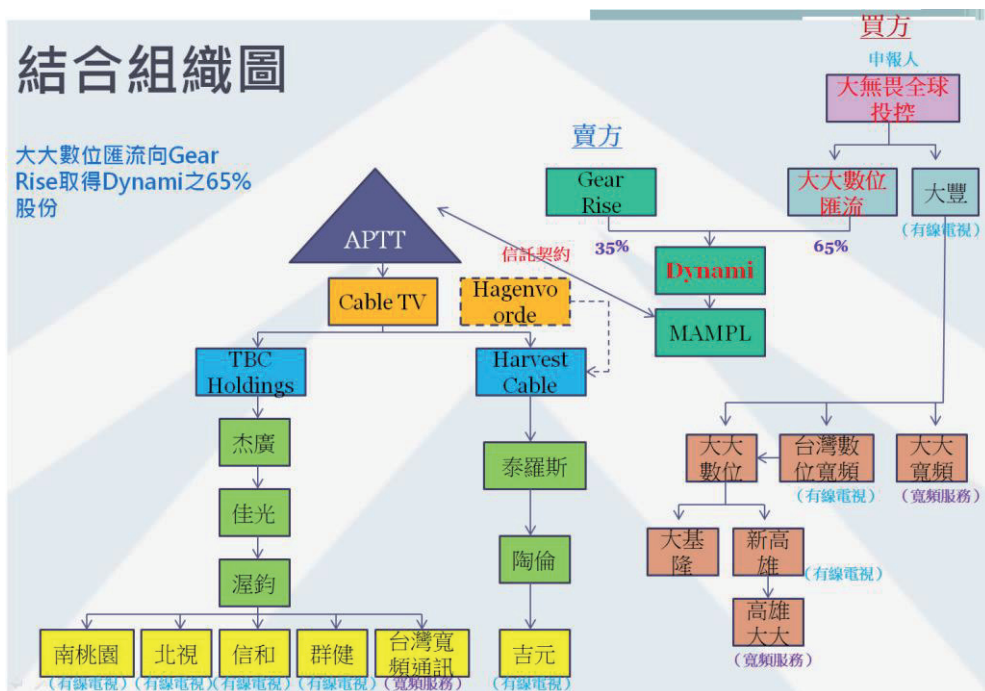 結合組織圖
大大數位匯流向Gear
Rise取得Dynami之65%
股份
買方
申報人
大無畏全球
投控
賣方
Gear
Rise
大大數位
匯流
大豐
(有線電視)
35%
65%
信託契約
APTT
Dynami
Cable TV
Hagenvo
orde
MAMPL
TBC
Holdings
Harvest
Cable
杰廣
佳光
渥鈞
泰羅斯
陶倫
大大
數位
台灣數
位寬頻
(有線電視)
大大
寬頻
(寬頻服務)
大基
隆
新高
雄
(有線電視)
高雄
大大
(寬頻服務)
南桃園
(有線電視)
北視
(有線電視)
信和
(有線電視)
群健
(有線電視)
台灣寬
頻通訊
(寬頻服務)
吉元
(有線電視)